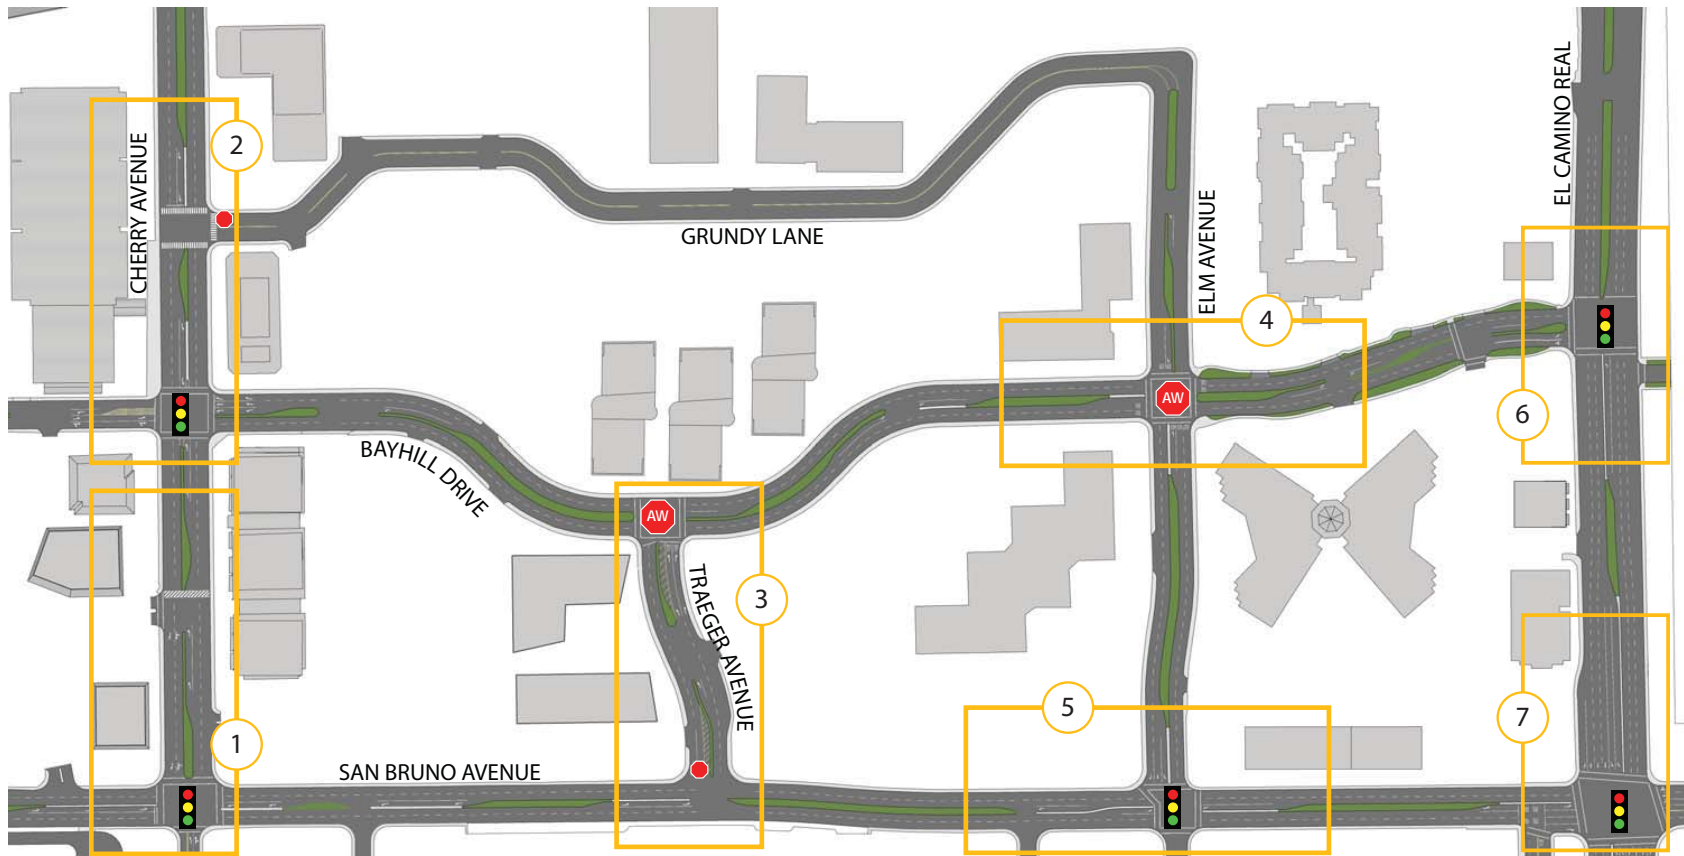 EL CAMINO REAL
2
CHERRY AVENUE
ELM AVENUE
GRUNDY LANE
4
AW
6
BAYHILL DRIVE
AW
3
TRAEGER AVENUE
5
7
1
SAN BRUNO AVENUE